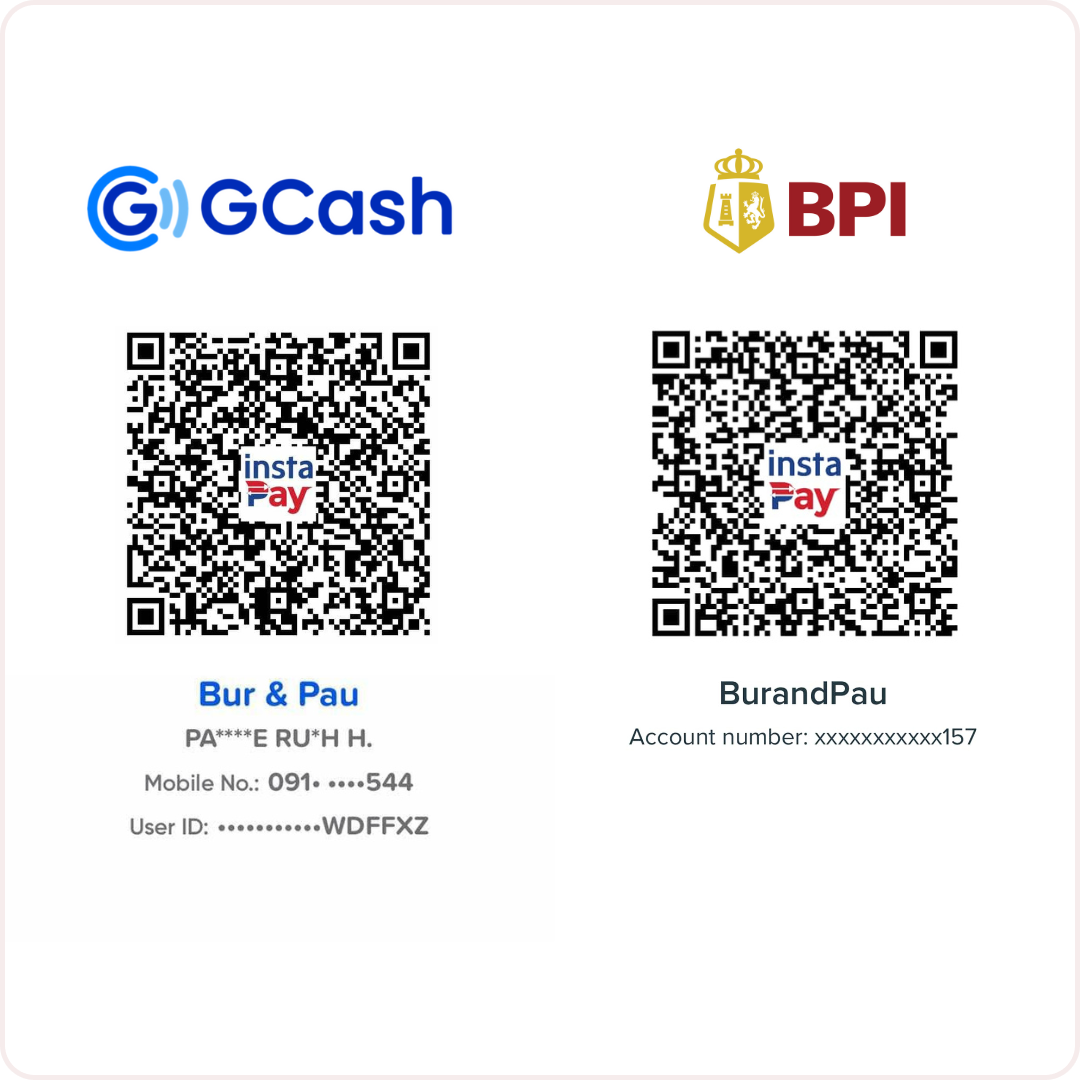 GCash
insta
Pay
Bur & Pau
PA****E RU*H H.
Mobile No.: 091• ••••544
User ID: •••••••••••WDFFXZ
BPI
insta
Pay
BurandPau
Account number: xxxxxxxxxxx157